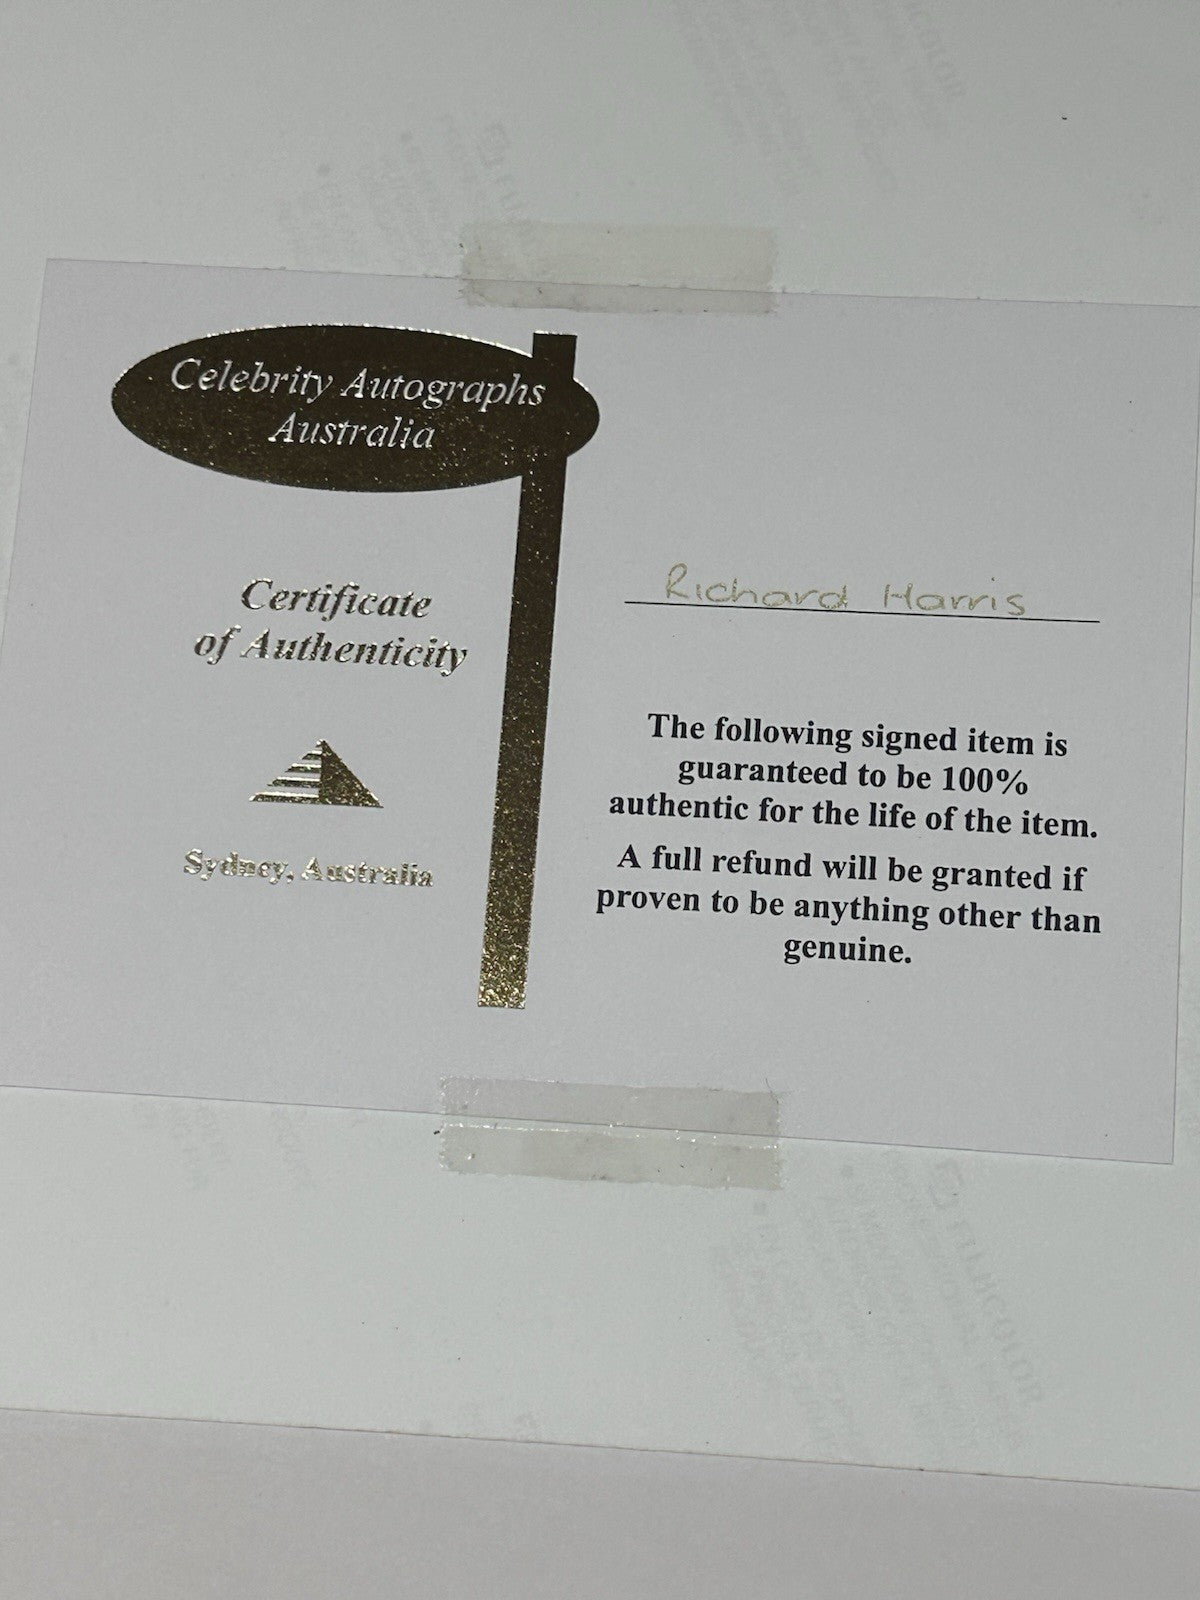 Celebrity Autographs
Australia
Certificate
of Authenticity
Sydney, Australia
Richard Harris
The following signed item is
guaranteed to be 100%
authentic for the life of the item.
A full refund will be granted if
proven to be anything other than
genuine.